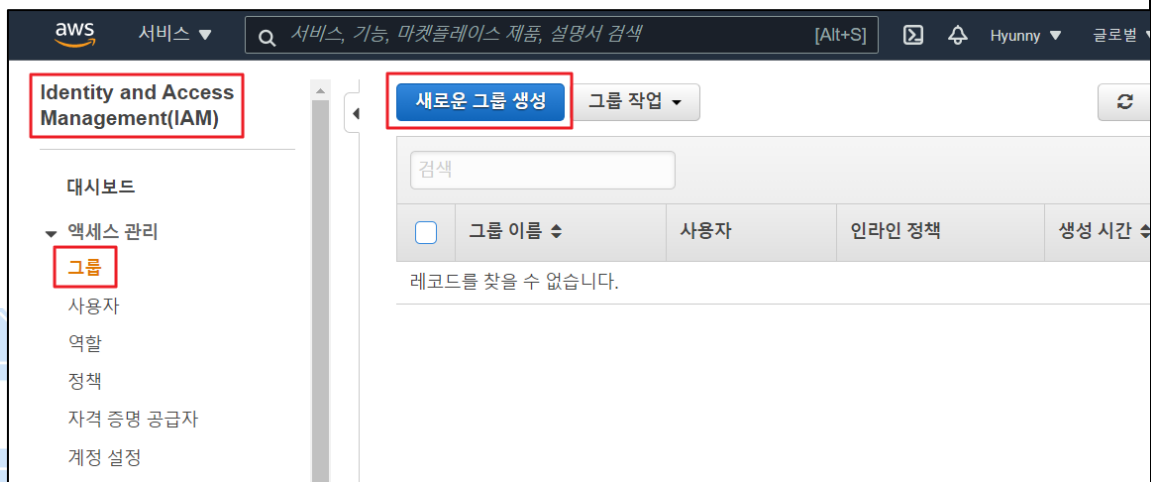 aws 서비스 ▼ 서비스, 기능, 마켓플레이스 제품, 설명서 검색 [Alt+S] Hyunny ▼ 글로벌
Identity and Access
Management(IAM)
대시보드
액세스 관리
그룹
사용자
역할
정책
자격 증명 공급자
계정 설정
새로운 그룹 생성 그룹 작업
검색
그룹 이름 사용자 인라인 정책 생성 시간
레코드를 찾을 수 없습니다.